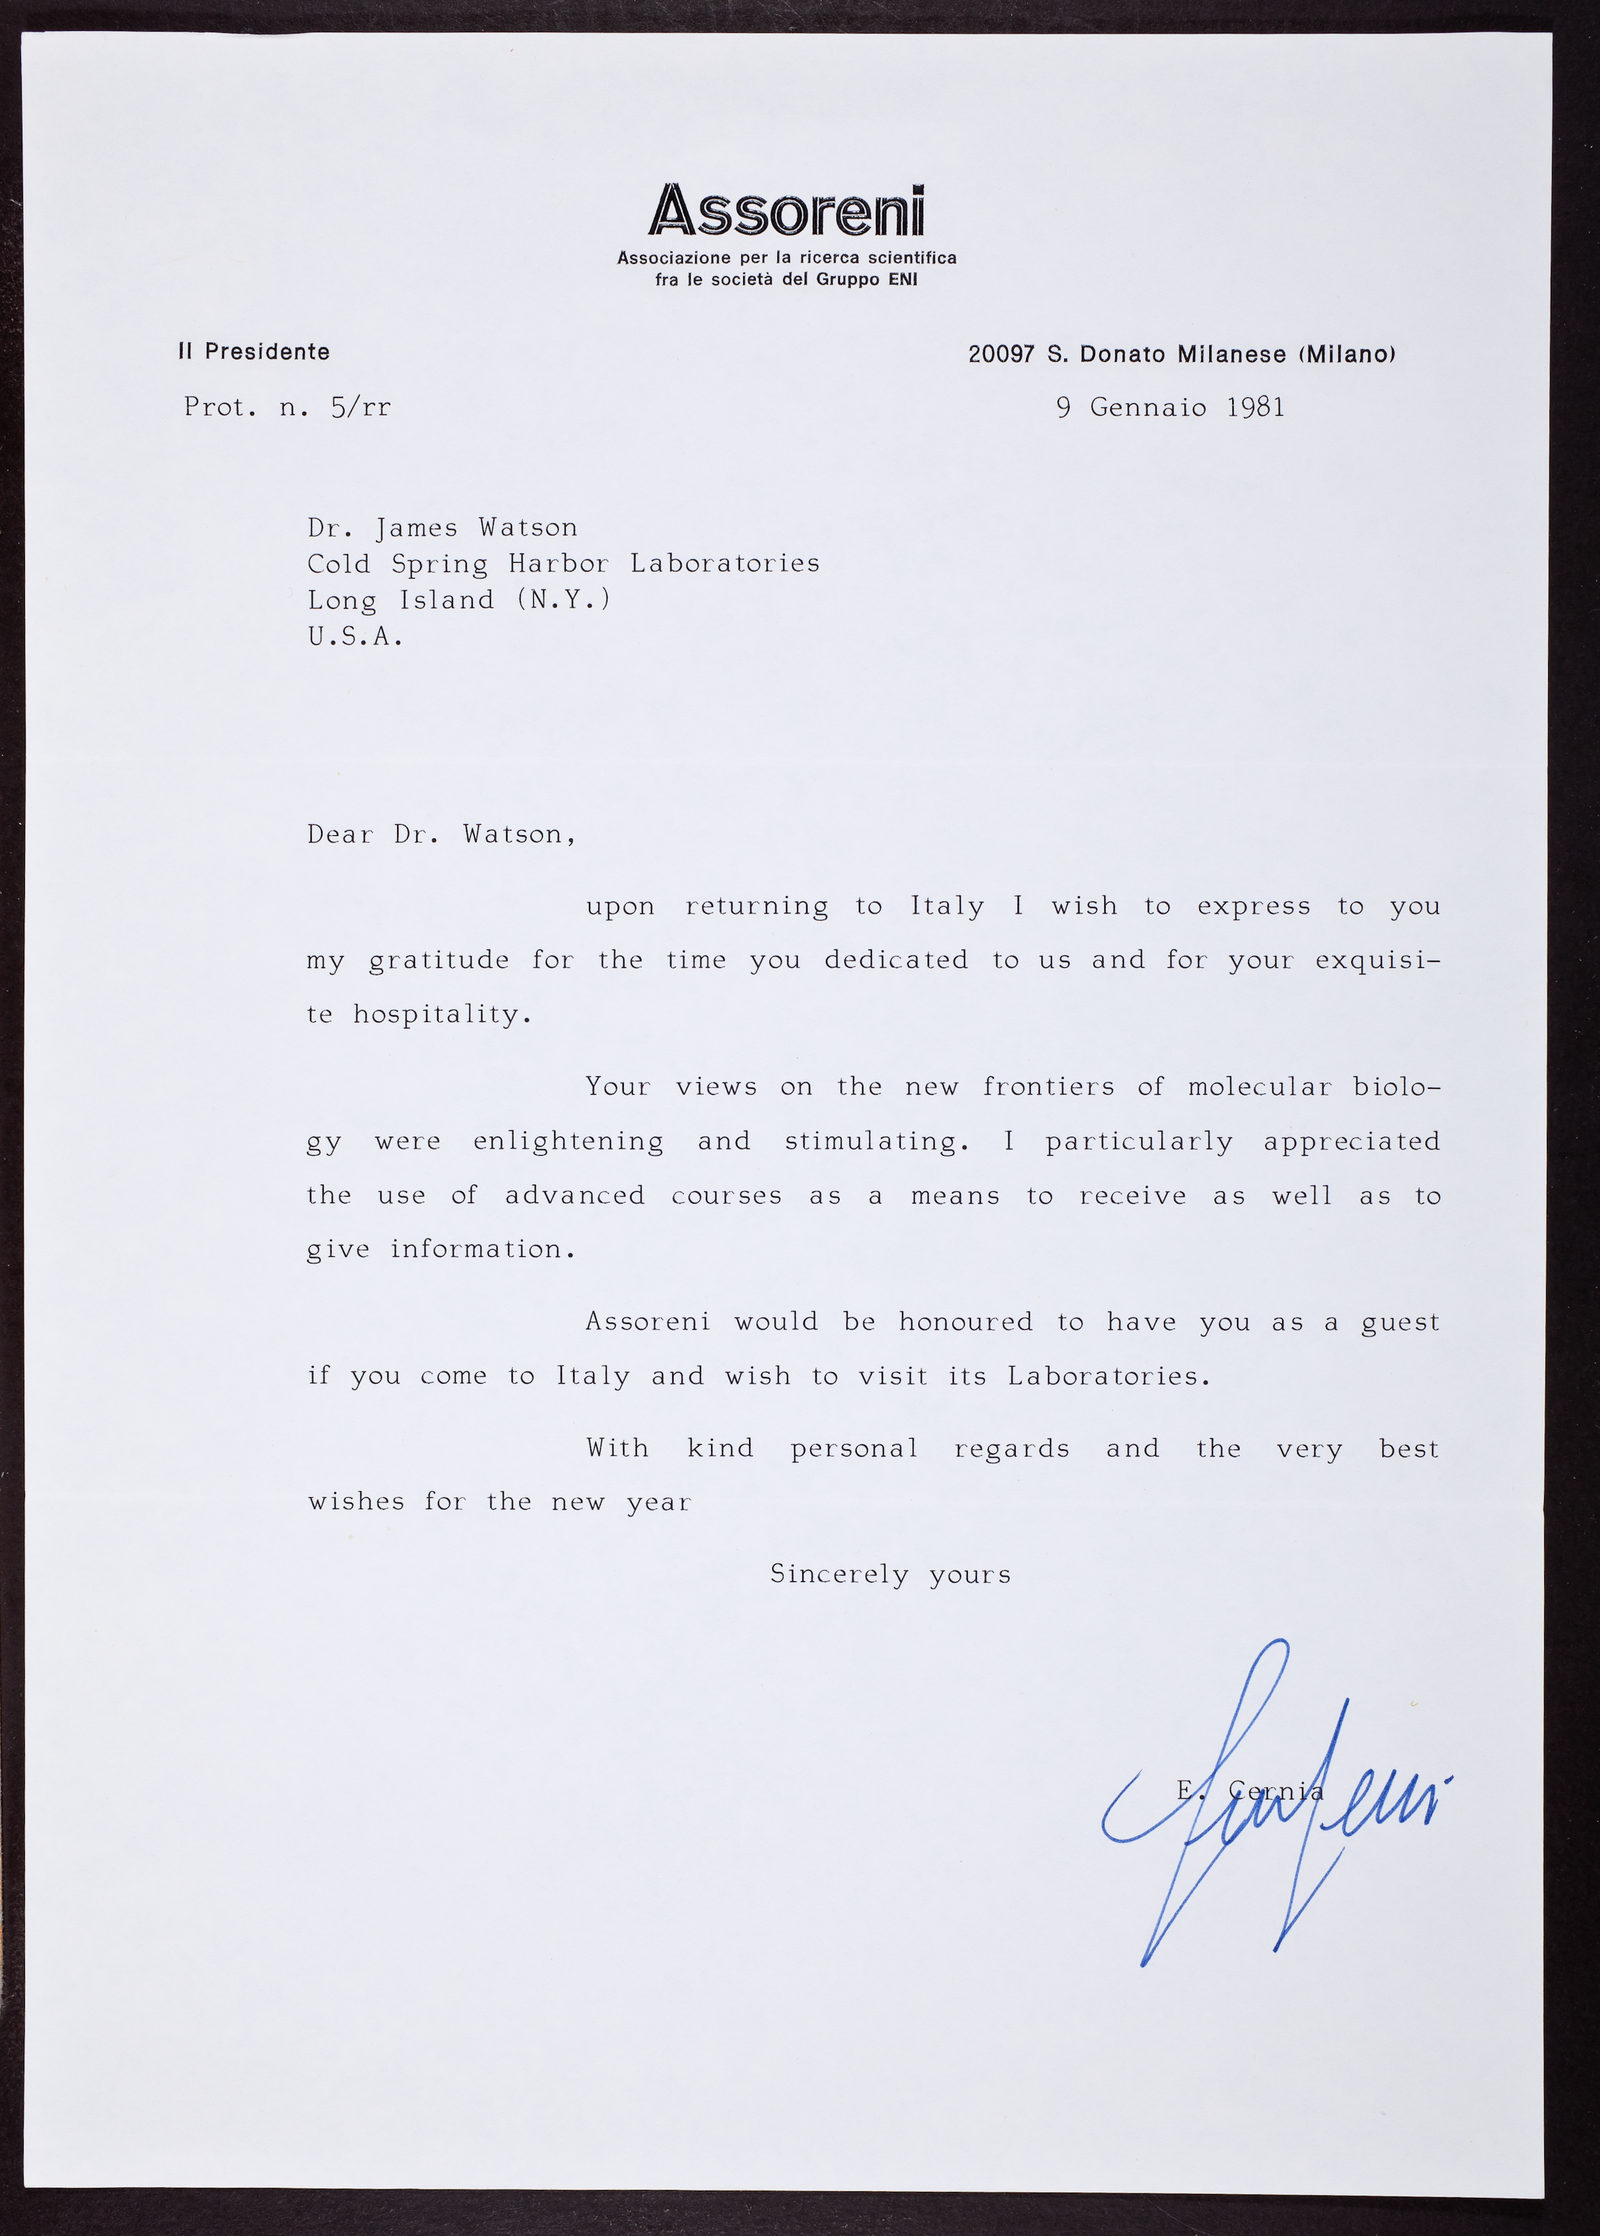 Assoreni
Associazione per la ricerca scientifica
fra le società del Gruppo ENI
Il Presidente
20097 S. Donato Milanese (Milano)
Prot. n. 5/rr
9 Gennaio 1981
Dr. James Watson
Cold Spring Harbor Laboratories
Long Island (N.Y.)
U.S.A.
Dear Dr. Watson,
upon returning to Italy I wish to express to you
my gratitude for the time you dedicated to us and for your exquisi-
te hospitality.
Your views on the new frontiers of molecular biolo-
gy were enlightening and stimulating. I particularly appreciated
the use of advanced courses as a means to receive as well as to
give information.
Assoreni would be honoured to have you as a guest
if you come to Italy and wish to visit its Laboratories.
With kind personal regards and the very best
wishes for the new year
Sincerely yours
E. Cernia